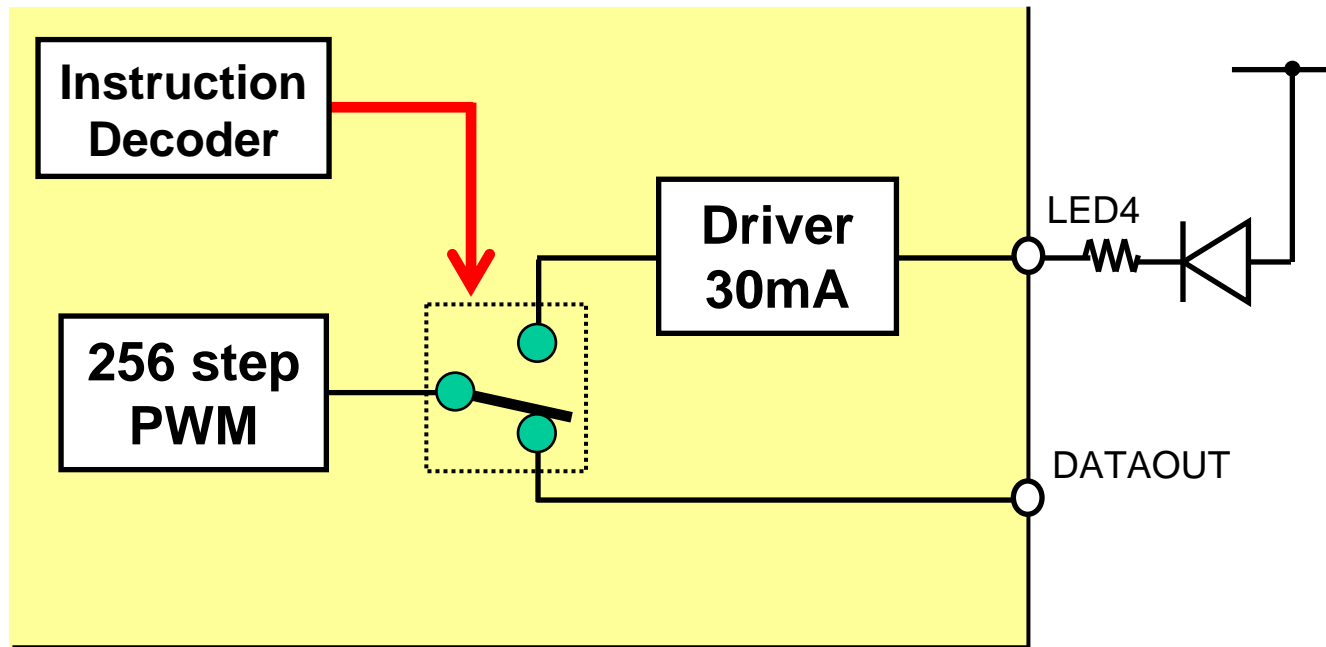 Instruction
Decoder
Driver
30mA
LED4
256 step
PWM
DATAOUT